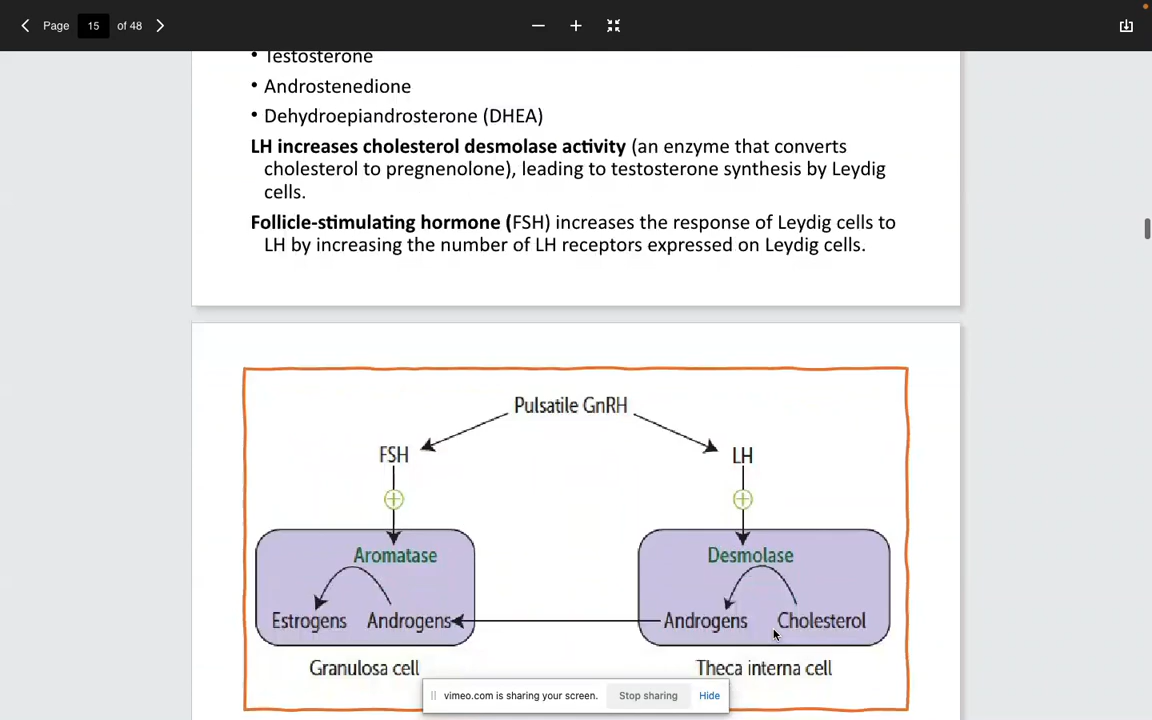 Page 15 of 48
• Testosterone
• Androstenedione
• Dehydroepiandrosterone (DHEA)
LH increases cholesterol desmolase activity (an enzyme that converts
cholesterol to pregnenolone), leading to testosterone synthesis by Leydig
cells.
Follicle-stimulating hormone (FSH) increases the response of Leydig cells to
LH by increasing the number of LH receptors expressed on Leydig cells.
Pulsatile GnRH
FSH LH
Aromatase Desmolase
Estrogens Androgens Androgens Cholesterol
Granulosa cell Theca interna cell
vimeo.com is sharing your screen. Stop sharing Hide